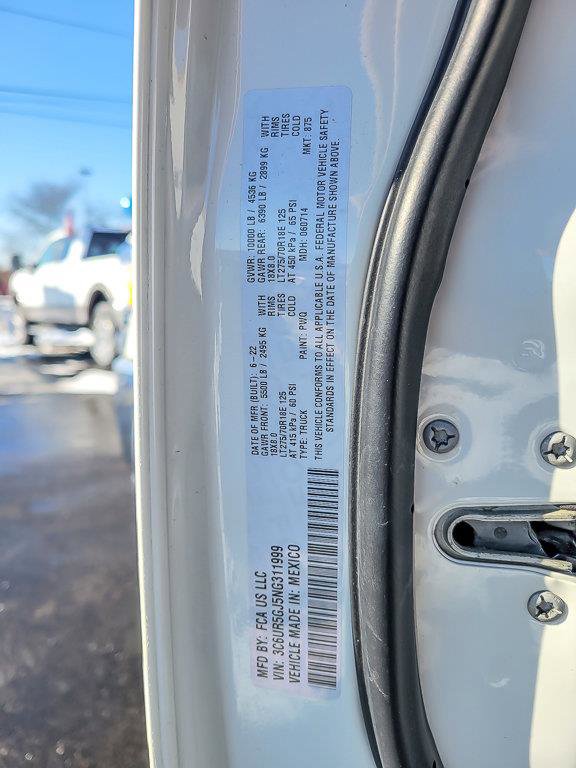 MFD BY: FCA US LLC
VIN: 3C6UR5GJ5NG311999
VEHICLE MADE IN: MEXICO
DATE OF MFR (BUILT): 6-22 GVWR: 10000 LB / 4536 KG
GAWR FRONT: 5500 LB / 2495 KG WITH GAWR REAR: 6390 LB / 2899 KG WITH
18X8.0 RIMS 18X8.0 RIMS
LT275/70R18E 125 TIRES LT275/70R18E 125 TIRES
AT 415 kPa / 60 PSI COLD AT 450 kPa / 65 PSI COLD
TYPE: TRUCK PAINT: PWQ MDH: 060714 MKT: 875
THIS VEHICLE CONFORMS TO ALL APPLICABLE U.S.A. FEDERAL MOTOR VEHICLE SAFETY
STANDARDS IN EFFECT ON THE DATE OF MANUFACTURE SHOWN ABOVE.